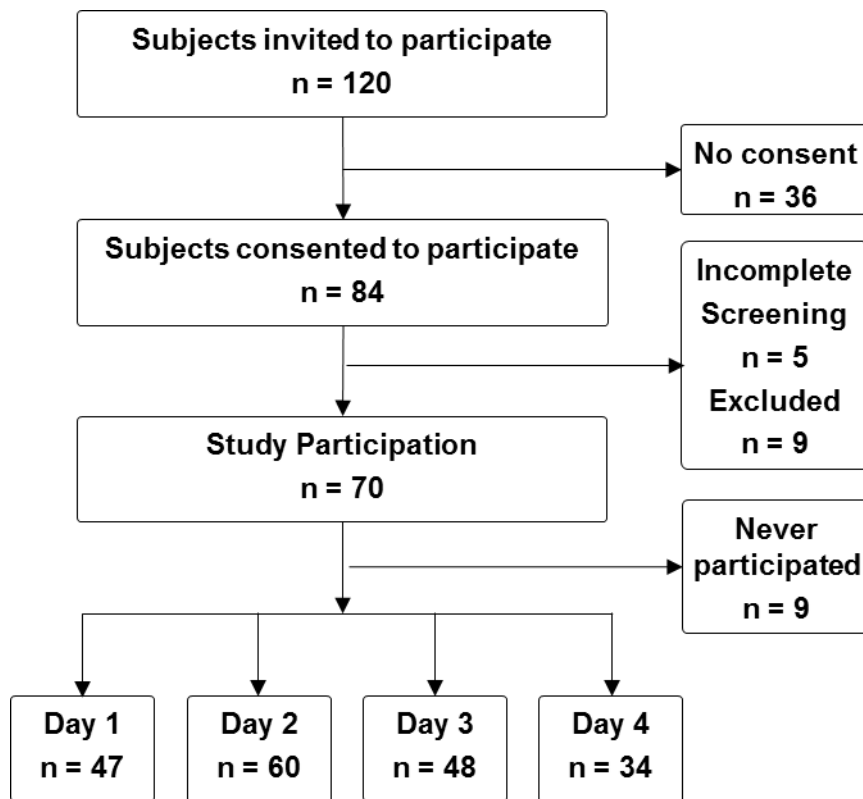 Subjects invited to participate
n = 120
No consent
n = 36
Subjects consented to participate
n = 84
Incomplete
Screening
n = 5
Excluded
n = 9
Study Participation
n = 70
Never
participated
n = 9
Day 1
n = 47
Day 2
n = 60
Day 3
n = 48
Day 4
n = 34